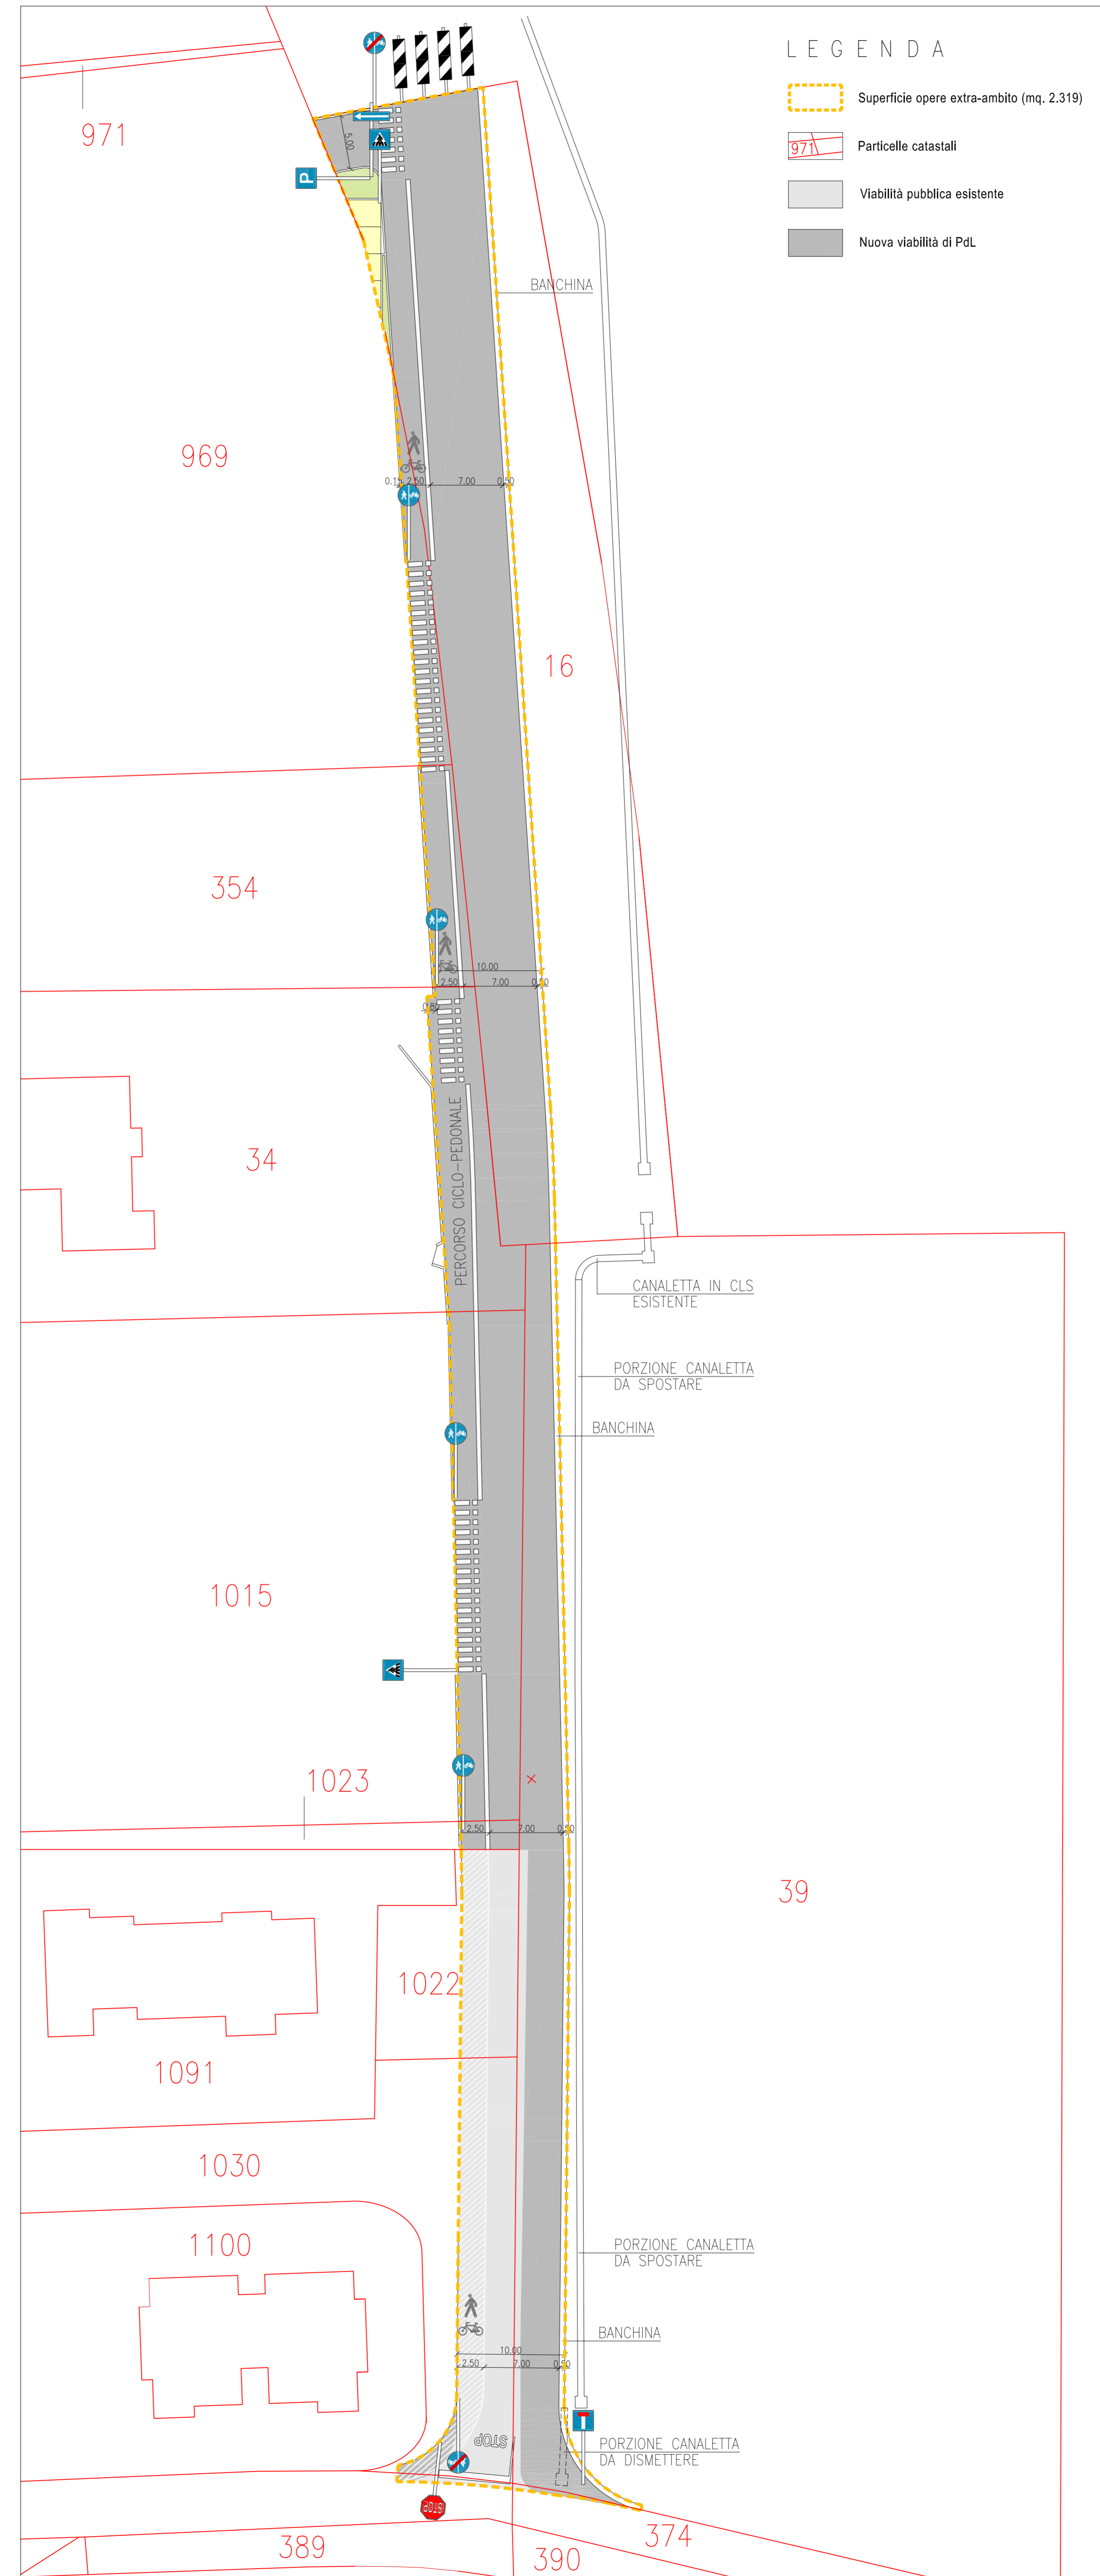 L E G E N D A
Superficie opere extra-ambito (mq. 2.319)
971
Particelle catastali
Viabilità pubblica esistente
Nuova viabilità di PdL
971
5.00
P
BANCHINA
969
2.50
7.00
0.50
16
354
10.00
2.50
7.00
0.50
0.80
PERCORSO CICLO-PEDONALE
34
CANALETTA IN CLS
ESISTENTE
PORZIONE CANALETTA
DA SPOSTARE
BANCHINA
1015
1023
2.50
7.00
0.50
39
1022
1091
1030
1100
PORZIONE CANALETTA
DA SPOSTARE
BANCHINA
10.00
2.50
7.00
0.50
STOP
PORZIONE CANALETTA
DA DISMETTERE
STOP
374
389
390